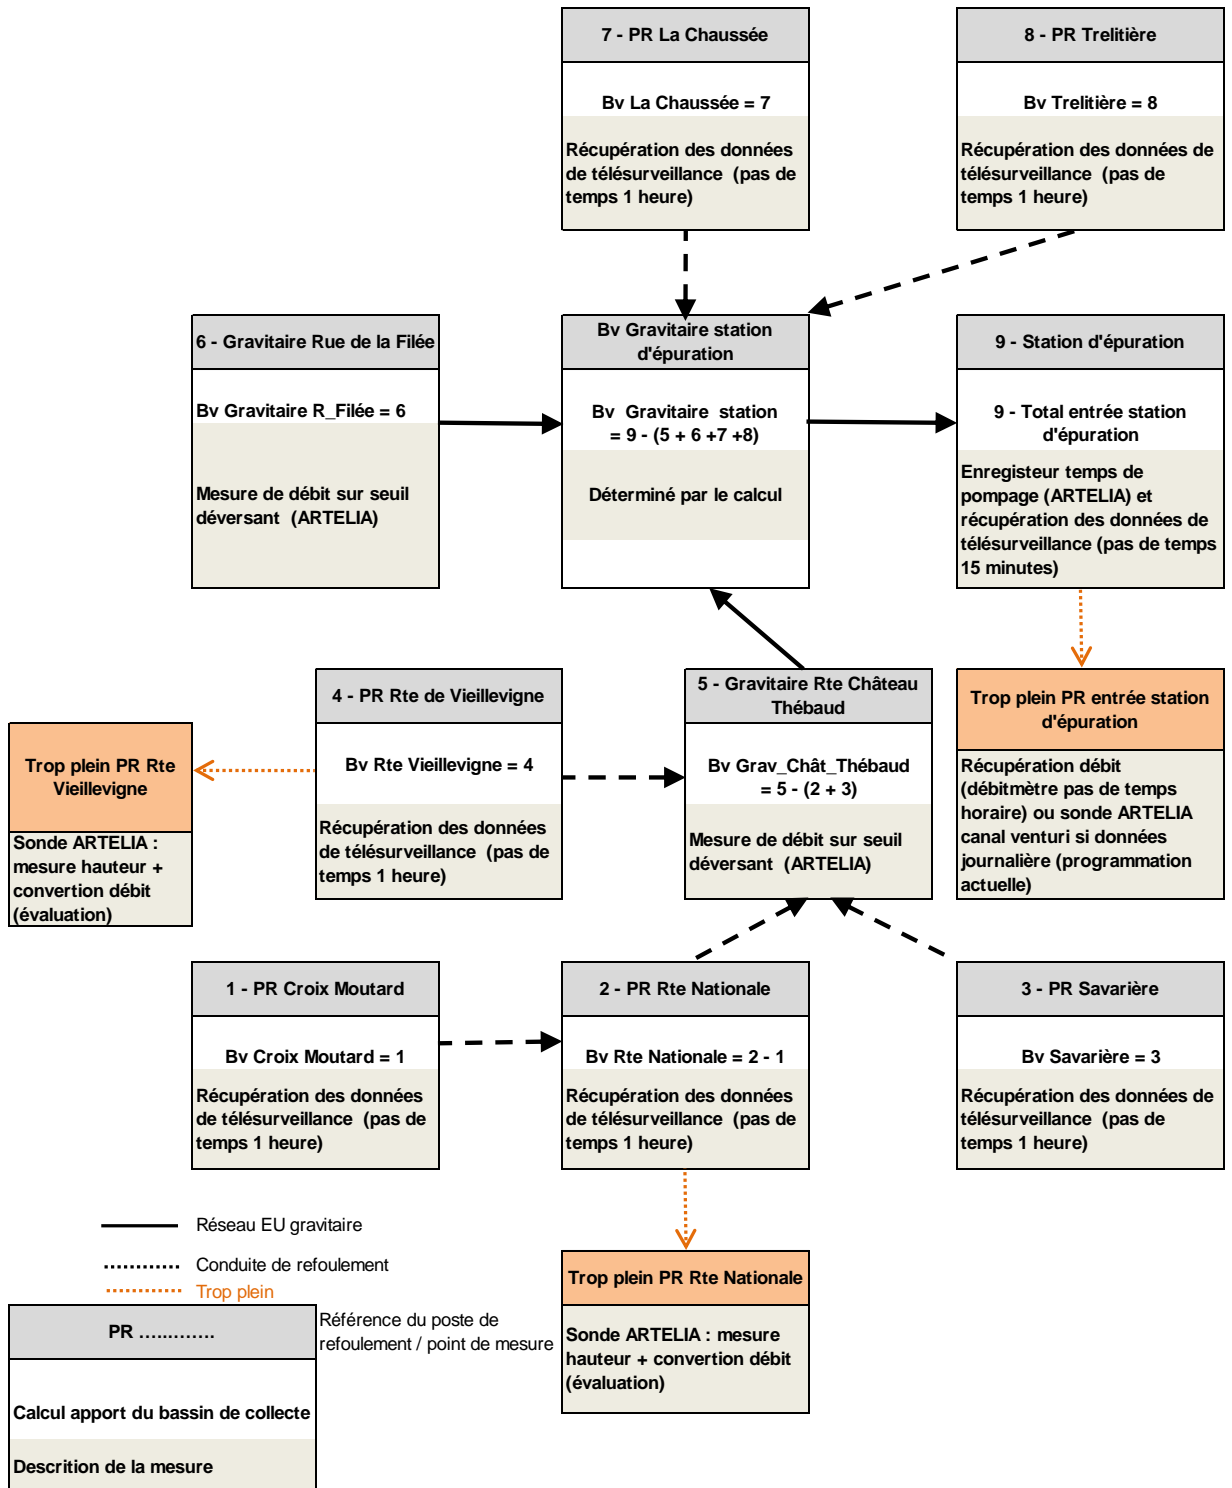 7 - PR La Chaussée
Bv La Chaussée = 7
Récupération des données
de télésurveillance (pas de
temps 1 heure)
8 - PR Trelitière
Bv Trelitière = 8
Récupération des données de
télésurveillance (pas de
temps 1 heure)
6 - Gravitaire Rue de la Filée
Bv Gravitaire R_Filée = 6
Mesure de débit sur seuil
déversant (ARTELIA)
Bv Gravitaire station
d'épuration
Bv Gravitaire station
= 9 - (5 + 6 +7 +8)
Déterminé par le calcul
9 - Station d'épuration
9 - Total entrée station
d'épuration
Enregisteur temps de
pompage (ARTELIA) et
récupération des données de
télésurveillance (pas de temps
15 minutes)
Trop plein PR Rte
Vieillevigne
Sonde ARTELIA :
mesure hauteur +
convertion débit
(évaluation)
4 - PR Rte de Vieillevigne
Bv Rte Vieillevigne = 4
Récupération des données
de télésurveillance (pas de
temps 1 heure)
5 - Gravitaire Rte Château
Thébaud
Bv Grav_Chât_Thébaud
= 5 - (2 + 3)
Mesure de débit sur seuil
déversant (ARTELIA)
Trop plein PR entrée station
d'épuration
Récupération débit
(débitmètre pas de temps
horaire) ou sonde ARTELIA
canal venturi si données
journalière (programmation
actuelle)
1 - PR Croix Moutard
Bv Croix Moutard = 1
Récupération des données
de télésurveillance (pas de
temps 1 heure)
2 - PR Rte Nationale
Bv Rte Nationale = 2 - 1
Récupération des données
de télésurveillance (pas de
temps 1 heure)
3 - PR Savarière
Bv Savarière = 3
Récupération des données de
télésurveillance (pas de
temps 1 heure)
Trop plein PR Rte Nationale
Sonde ARTELIA : mesure
hauteur + convertion débit
(évaluation)
Réseau EU gravitaire
Conduite de refoulement
Trop plein
PR ..............
Référence du poste de
refoulement / point de mesure
Calcul apport du bassin de collecte
Descrition de la mesure